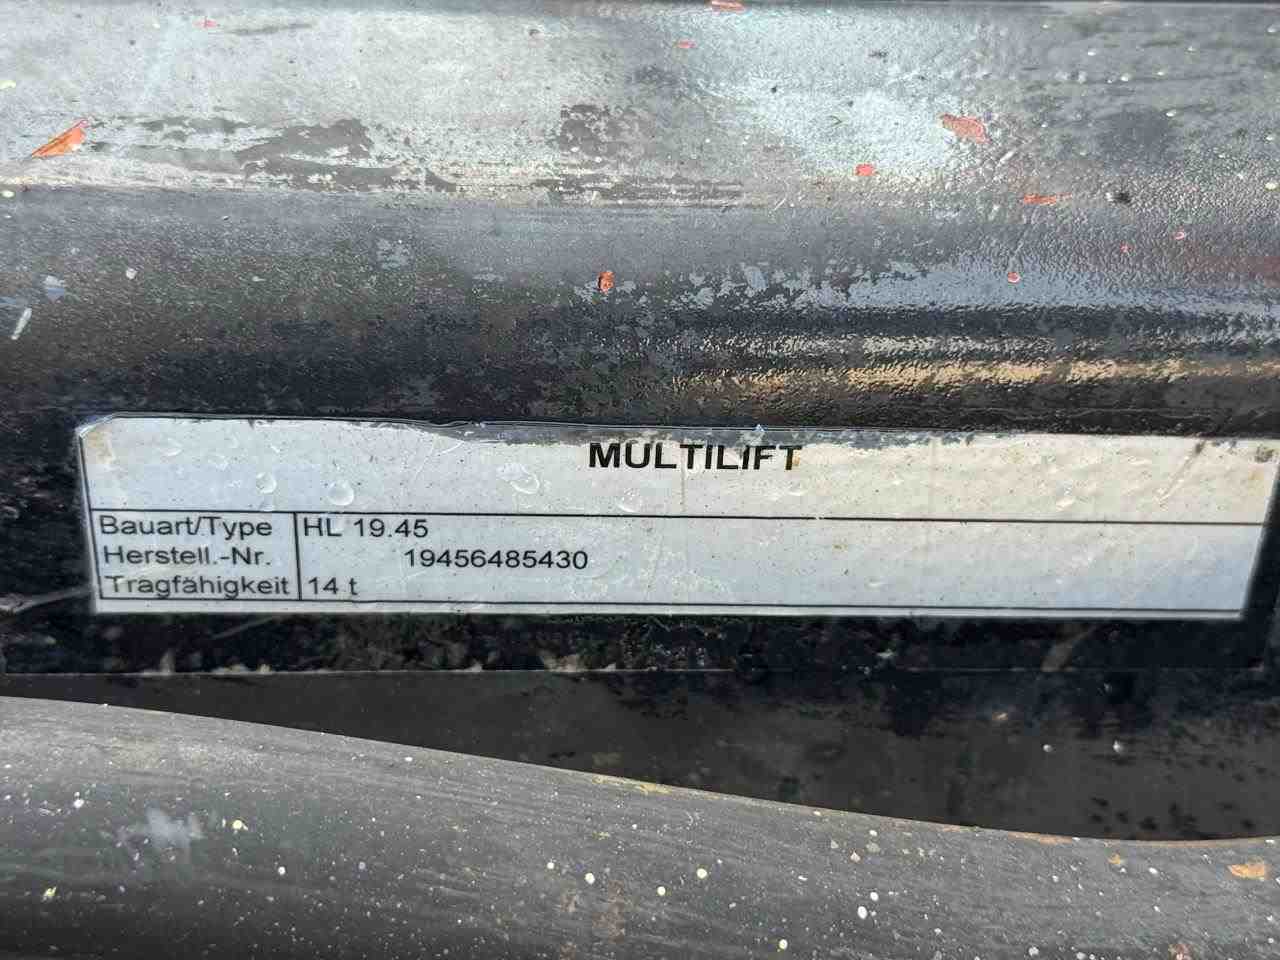 MULTILIFT
Bauart/Type HL 19.45
Herstell.-Nr. 19456485430
Tragfähigkeit 14 t